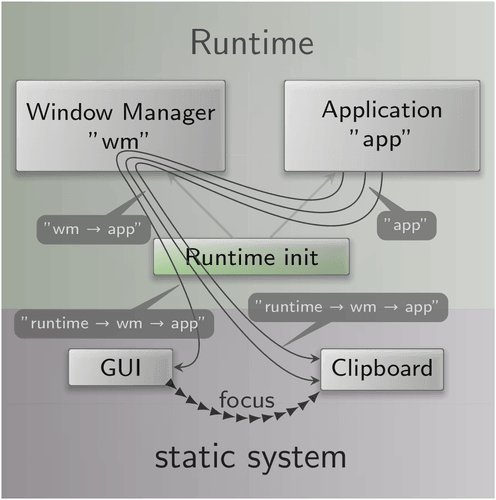 Runtime
Window Manager
"wm"
Application
"app"
"wm → app"
"app"
Runtime init
"runtime → wm → app"
"runtime → wm → app"
GUI
Clipboard
focus
static system